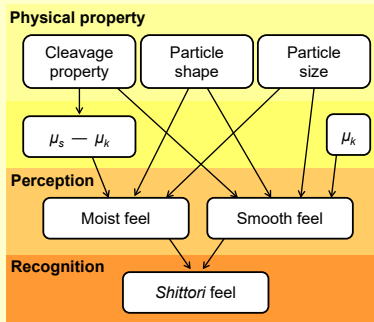 Physical property
Cleavage
property
Particle
shape
Particle
size
μs — μk
μk
Perception
Moist feel
Smooth feel
Recognition
Shittori feel